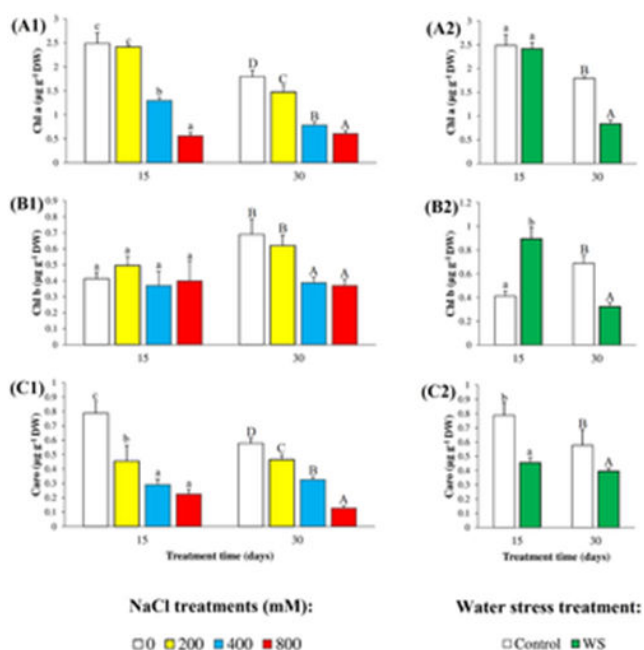 (A1)
Chl a (μg g⁻¹ DW)
3
2.5
2
1.5
1
0.5
0
c
c
b
a
D
C
B
A
15
30
(A2)
Chl a (μg g⁻¹ DW)
3
2.5
2
1.5
1
0.5
0
a
a
B
A
15
30
(B1)
Chl b (μg g⁻¹ DW)
0.9
0.8
0.7
0.6
0.5
0.4
0.3
0.2
0.1
0
a
a
a
a
B
B
A
A
15
30
(B2)
Chl b (μg g⁻¹ DW)
1.2
1
0.8
0.6
0.4
0.2
0
a
b
B
A
15
30
(C1)
Caro (μg g⁻¹ DW)
1
0.9
0.8
0.7
0.6
0.5
0.4
0.3
0.2
0.1
0
c
b
a
a
D
C
B
A
15
30
Treatment time (days)
(C2)
Caro (μg g⁻¹ DW)
1
0.9
0.8
0.7
0.6
0.5
0.4
0.3
0.2
0.1
0
b
a
B
A
15
30
Treatment time (days)
NaCl treatments (mM):
0 200 400 800
Water stress treatment:
Control WS